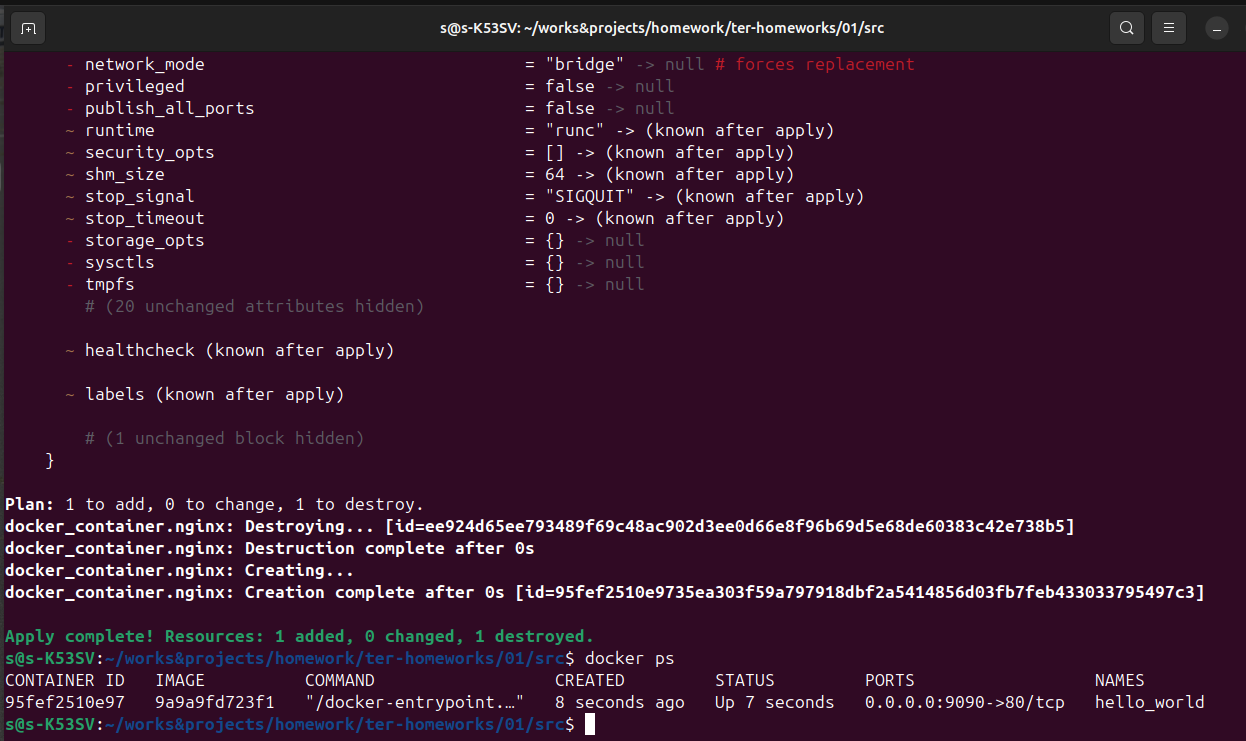 s@s-K53SV: ~/works&projects/homework/ter-homeworks/01/src
- network_mode = "bridge" -> null # forces replacement
- privileged = false -> null
- publish_all_ports = false -> null
~ runtime = "runc" -> (known after apply)
~ security_opts = [] -> (known after apply)
~ shm_size = 64 -> (known after apply)
~ stop_signal = "SIGQUIT" -> (known after apply)
~ stop_timeout = 0 -> (known after apply)
- storage_opts = {} -> null
- sysctls = {} -> null
- tmpfs = {} -> null
# (20 unchanged attributes hidden)
~ healthcheck (known after apply)
~ labels (known after apply)
# (1 unchanged block hidden)
}
Plan: 1 to add, 0 to change, 1 to destroy.
docker_container.nginx: Destroying... [id=ee924d65ee793489f69c48ac902d3ee0d66e8f96b69d5e68de60383c42e738b5]
docker_container.nginx: Destruction complete after 0s
docker_container.nginx: Creating...
docker_container.nginx: Creation complete after 0s [id=95fef2510e9735ea303f59a797918dbf2a5414856d03fb7feb433033795497c3]
Apply complete! Resources: 1 added, 0 changed, 1 destroyed.
s@s-K53SV:~/works&projects/homework/ter-homeworks/01/src$ docker ps
CONTAINER ID IMAGE COMMAND CREATED STATUS PORTS NAMES
95fef2510e97 9a9a9fd723f1 "/docker-entrypoint.…" 8 seconds ago Up 7 seconds 0.0.0.0:9090->80/tcp hello_world
s@s-K53SV:~/works&projects/homework/ter-homeworks/01/src$